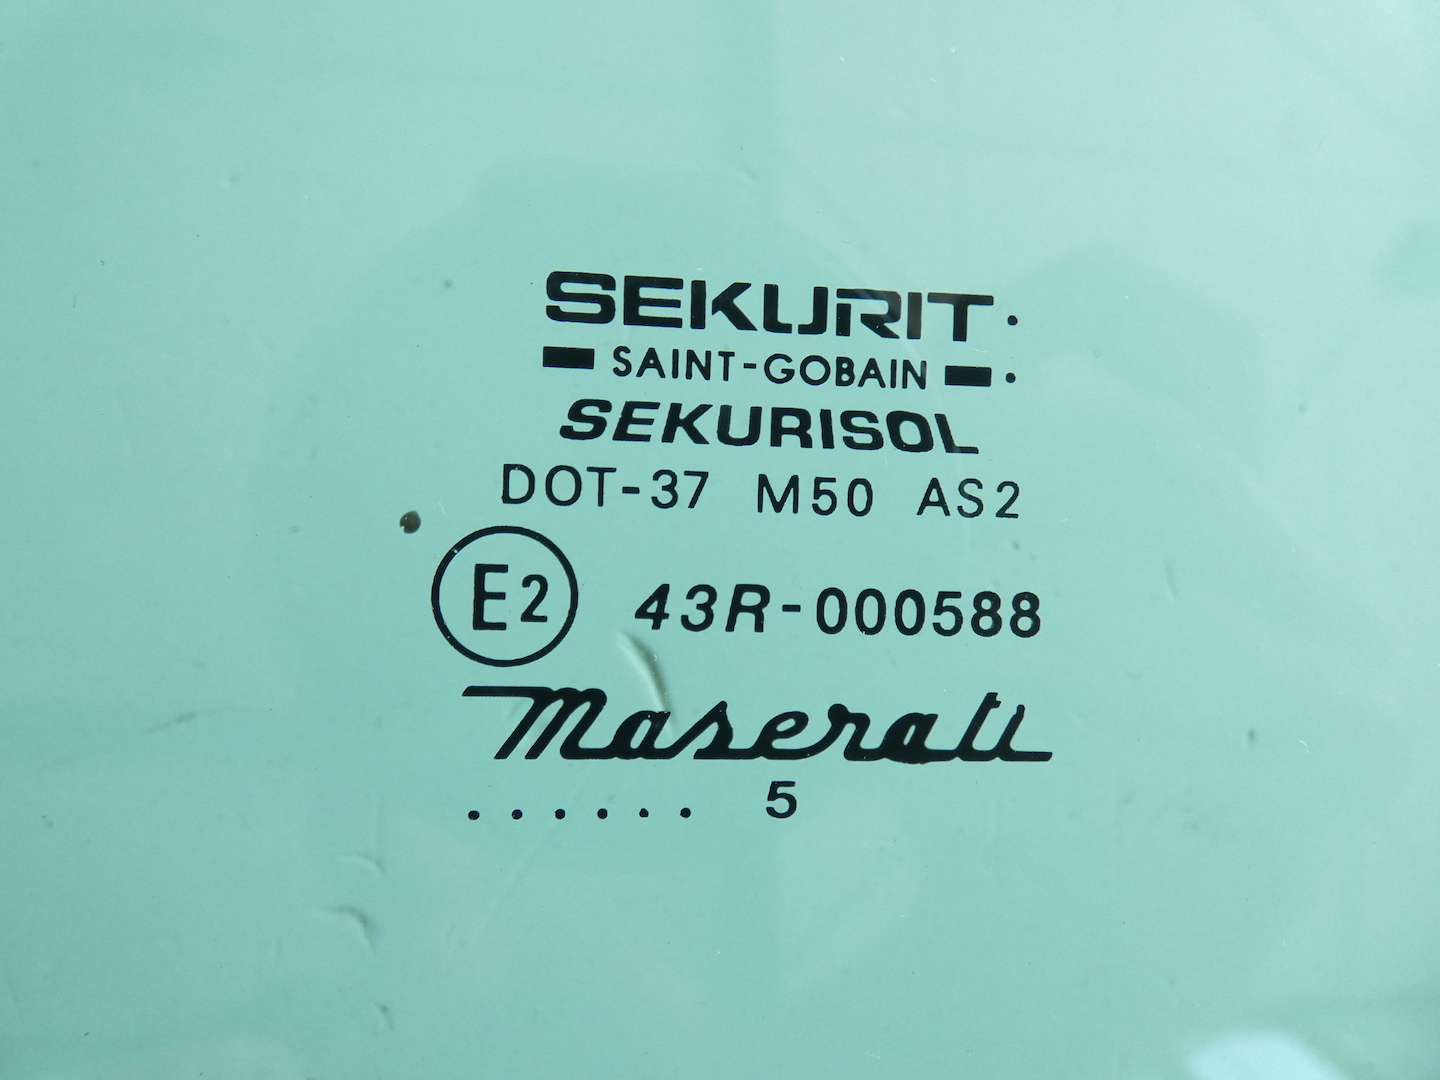 SEKURIT
SAINT-GOBAIN
SEKURISOL
DOT-37 M50 AS2
E2 43R-000588
Maserati
...... 5